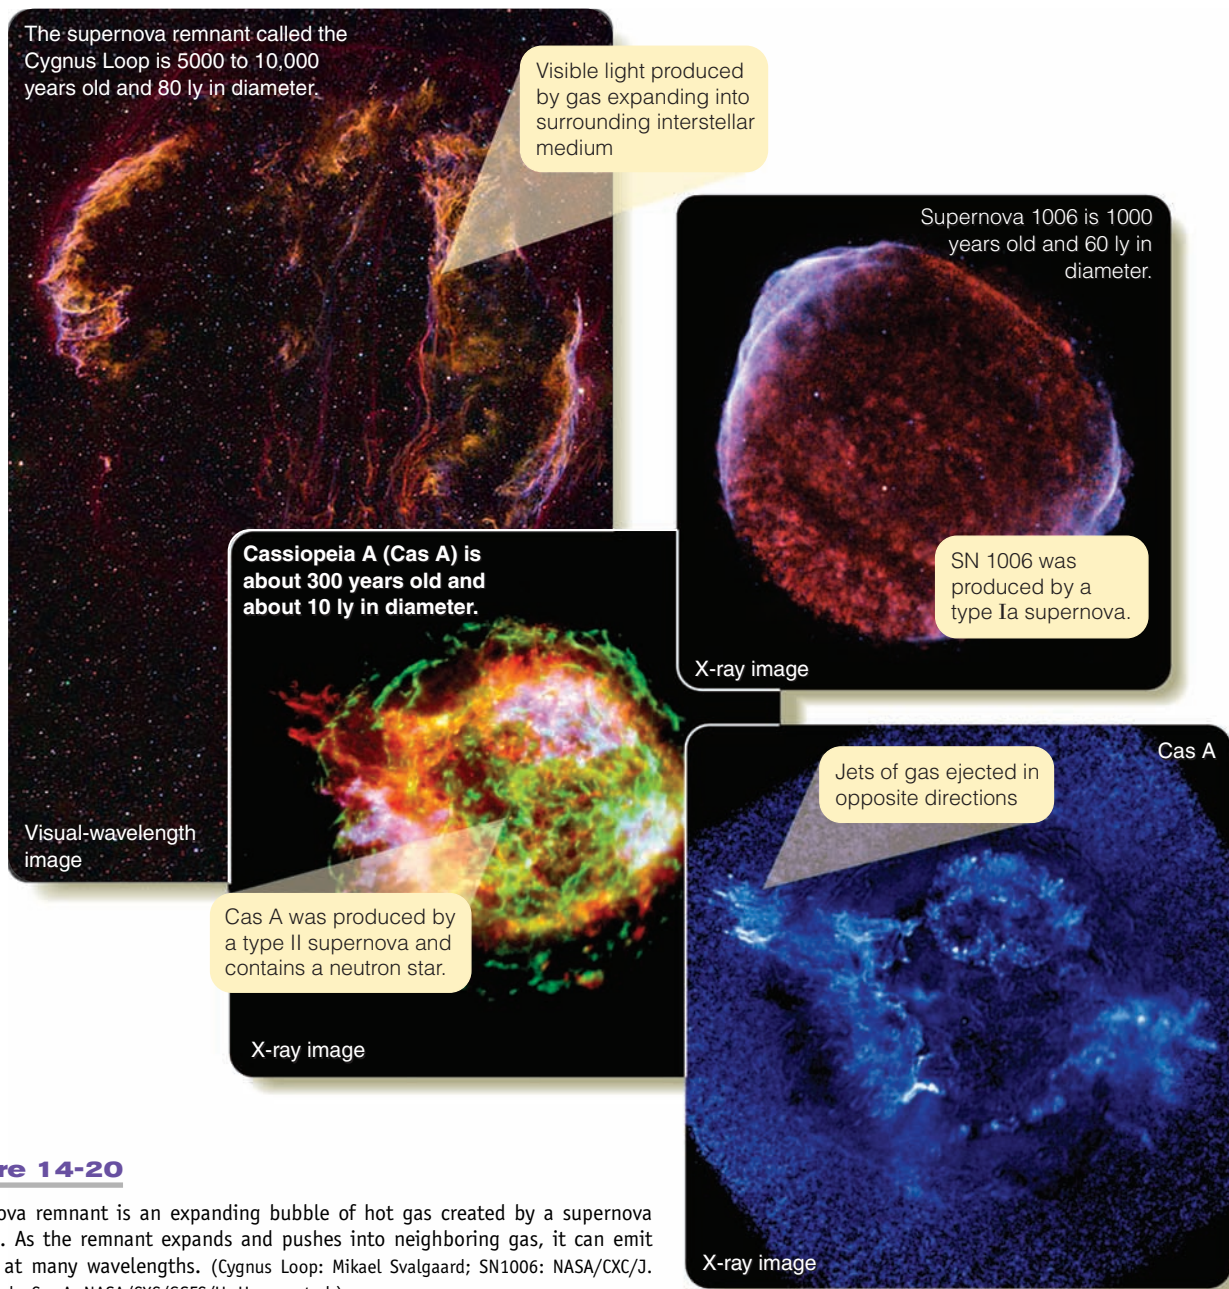 The supernova remnant called the
Cygnus Loop is 5000 to 10,000
years old and 80 ly in diameter.
Visible light produced
by gas expanding into
surrounding interstellar
medium
Visual-wavelength
image
Supernova 1006 is 1000
years old and 60 ly in
diameter.
SN 1006 was
produced by a
type Ia supernova.
X-ray image
Cassiopeia A (Cas A) is
about 300 years old and
about 10 ly in diameter.
Cas A was produced by
a type II supernova and
contains a neutron star.
X-ray image
Cas A
Jets of gas ejected in
opposite directions
X-ray image
re 14-20
ova remnant is an expanding bubble of hot gas created by a supernova
. As the remnant expands and pushes into neighboring gas, it can emit
at many wavelengths. (Cygnus Loop: Mikael Svalgaard; SN1006: NASA/CXC/J.